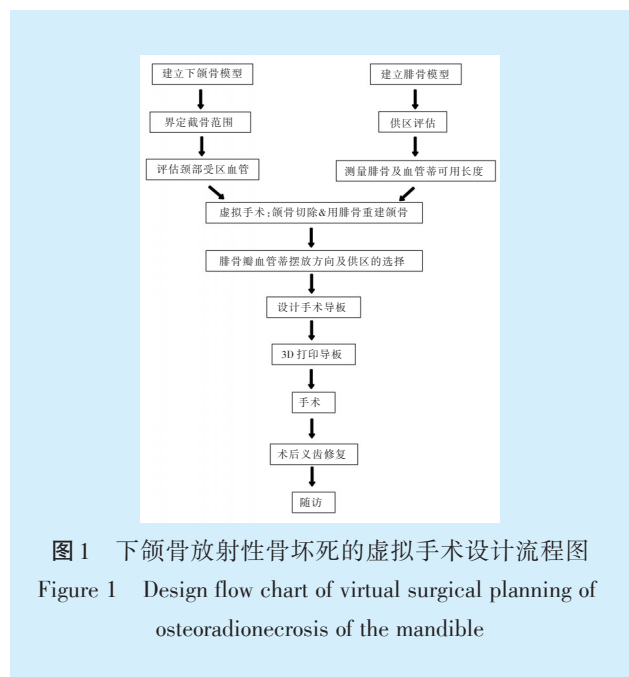 建立下颌骨模型
建立腓骨模型
界定截骨范围
供区评估
评估颈部受区血管
测量腓骨及血管蒂可用长度
虚拟手术:颌骨切除&用腓骨重建颌骨
腓骨瓣血管蒂摆放方向及供区的选择
设计手术导板
3D打印导板
手术
术后义齿修复
随访
图1 下颌骨放射性骨坏死的虚拟手术设计流程图
Figure 1 Design flow chart of virtual surgical planning of
osteoradionecrosis of the mandible